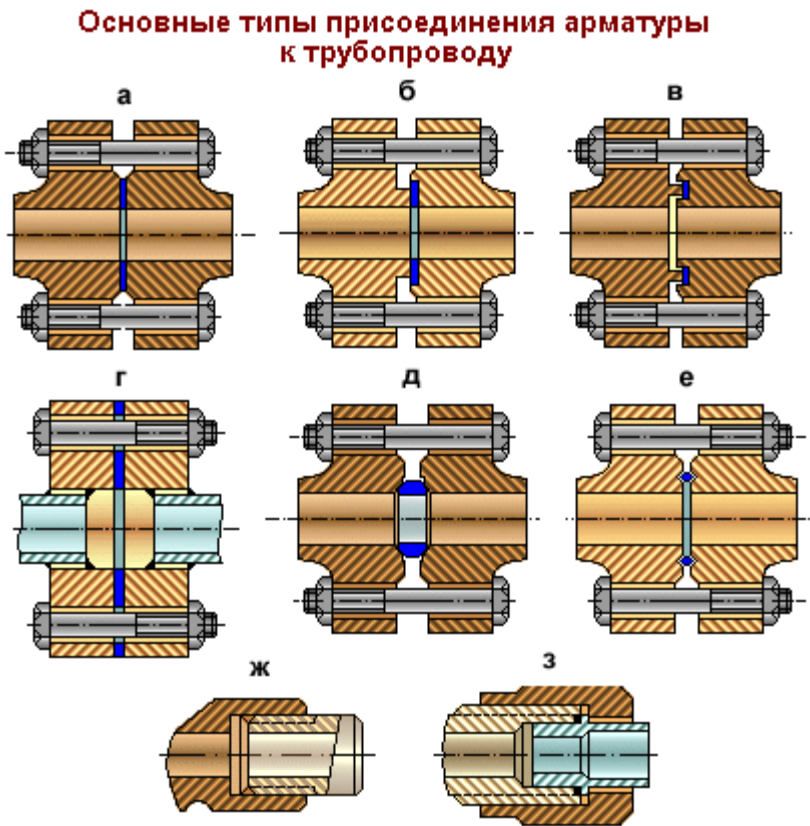 Основные типы присоединения арматуры
к трубопроводу
а б в
г д е
ж з